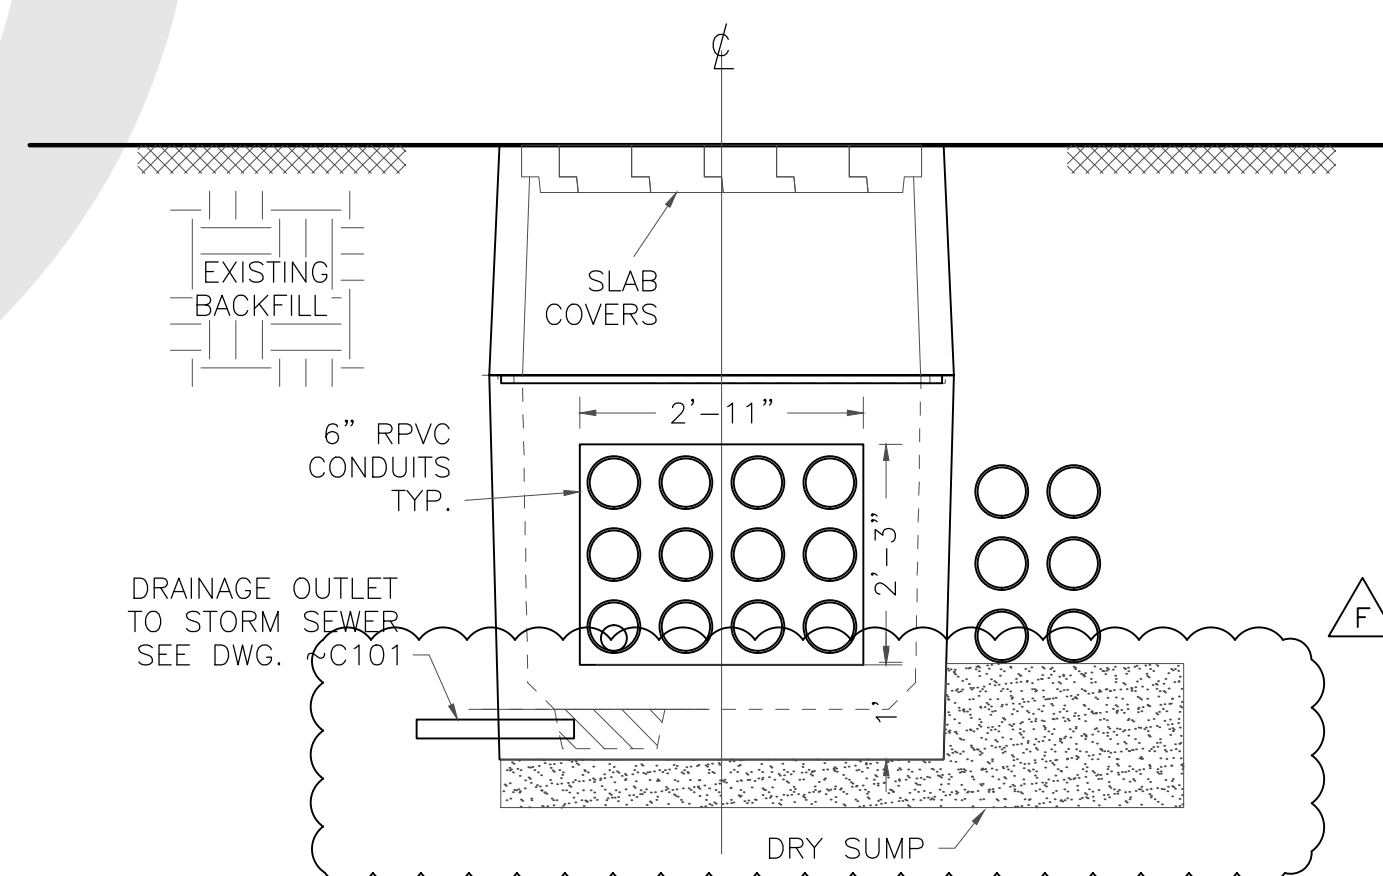 ℄
EXISTING
BACKFILL
SLAB
COVERS
2'-11"
6" RPVC
CONDUITS
TYP.
2'-3"
DRAINAGE OUTLET
TO STORM SEWER
SEE DWG. ~C101
F
1'
DRY SUMP